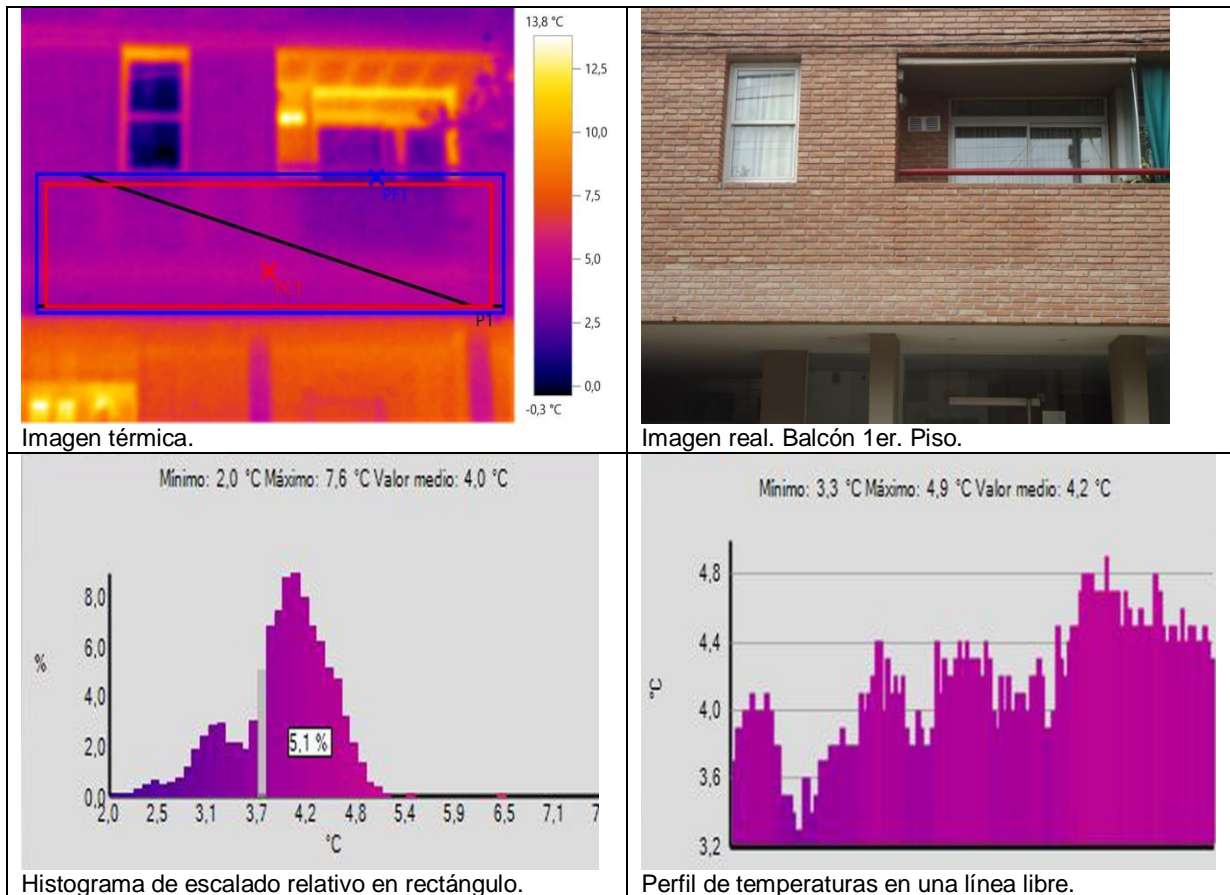 13,8 °C
12,5
10,0
7,5
5,0
2,5
0,0
-0,3 °C
PF1
PC1
P1
Imagen térmica.
Imagen real. Balcón 1er. Piso.
Mínimo: 2,0 °C Máximo: 7,6 °C Valor medio: 4,0 °C
8,0
6,0
%
4,0
2,0
0,0
5,1 %
2,0 2,5 3,1 3,7 4,2 4,8 5,4 5,9 6,5 7,1 7
°C
Histograma de escalado relativo en rectángulo.
Mínimo: 3,3 °C Máximo: 4,9 °C Valor medio: 4,2 °C
4,8
4,4
°C
4,0
3,6
3,2
Perfil de temperaturas en una línea libre.